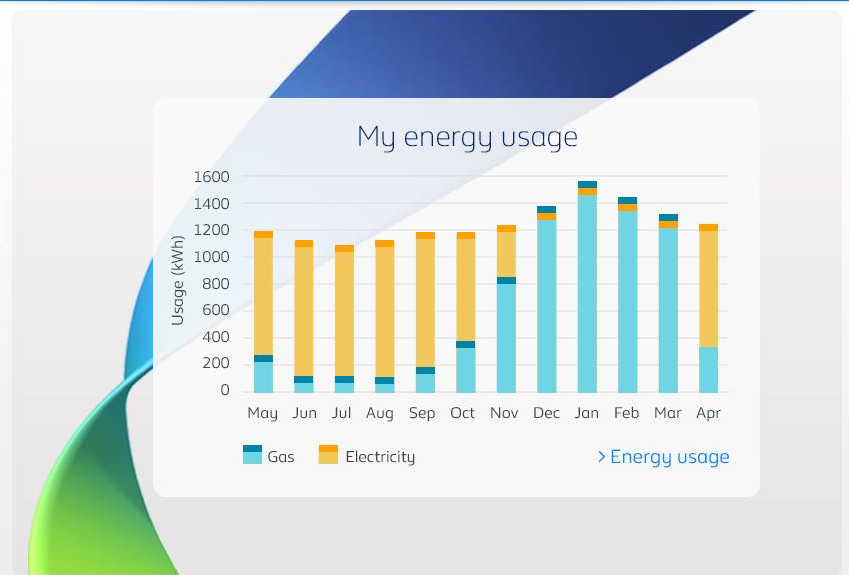 My energy usage
Usage (kWh)
1600
1400
1200
1000
800
600
400
200
0
May Jun Jul Aug Sep Oct Nov Dec Jan Feb Mar Apr
Gas Electricity > Energy usage